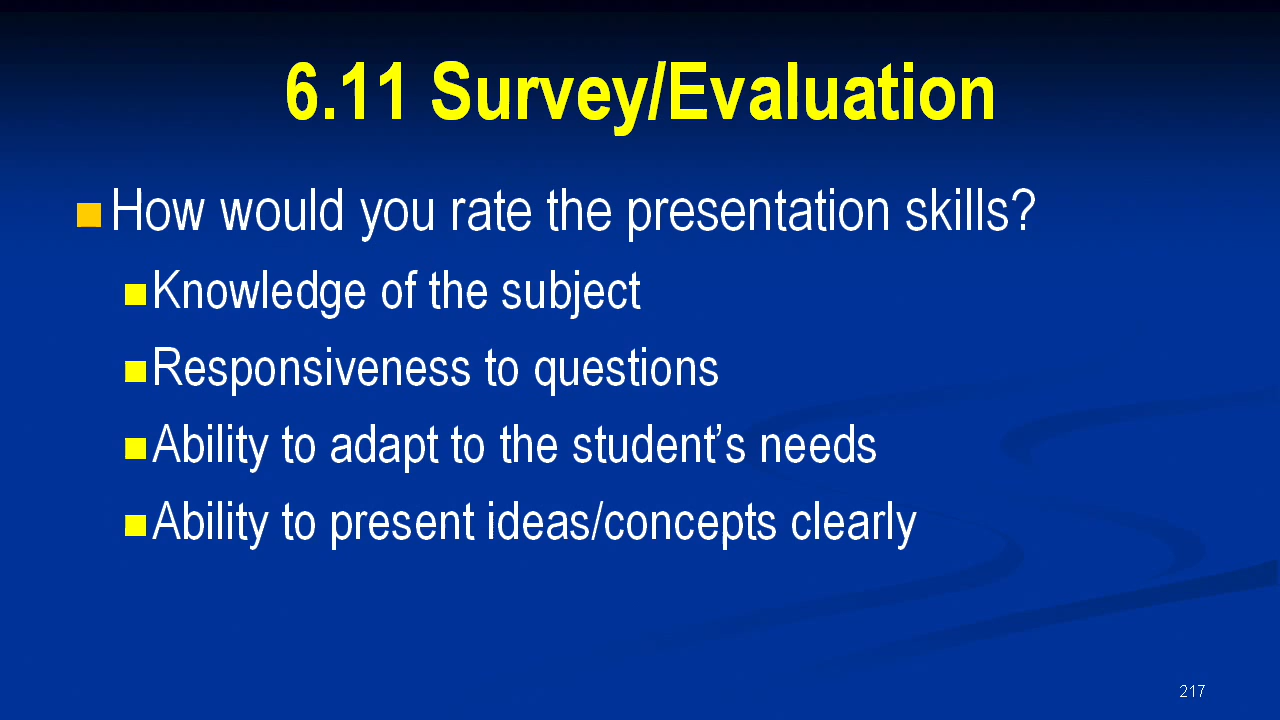 6.11 Survey/Evaluation
How would you rate the presentation skills?
Knowledge of the subject
Responsiveness to questions
Ability to adapt to the student’s needs
Ability to present ideas/concepts clearly
217